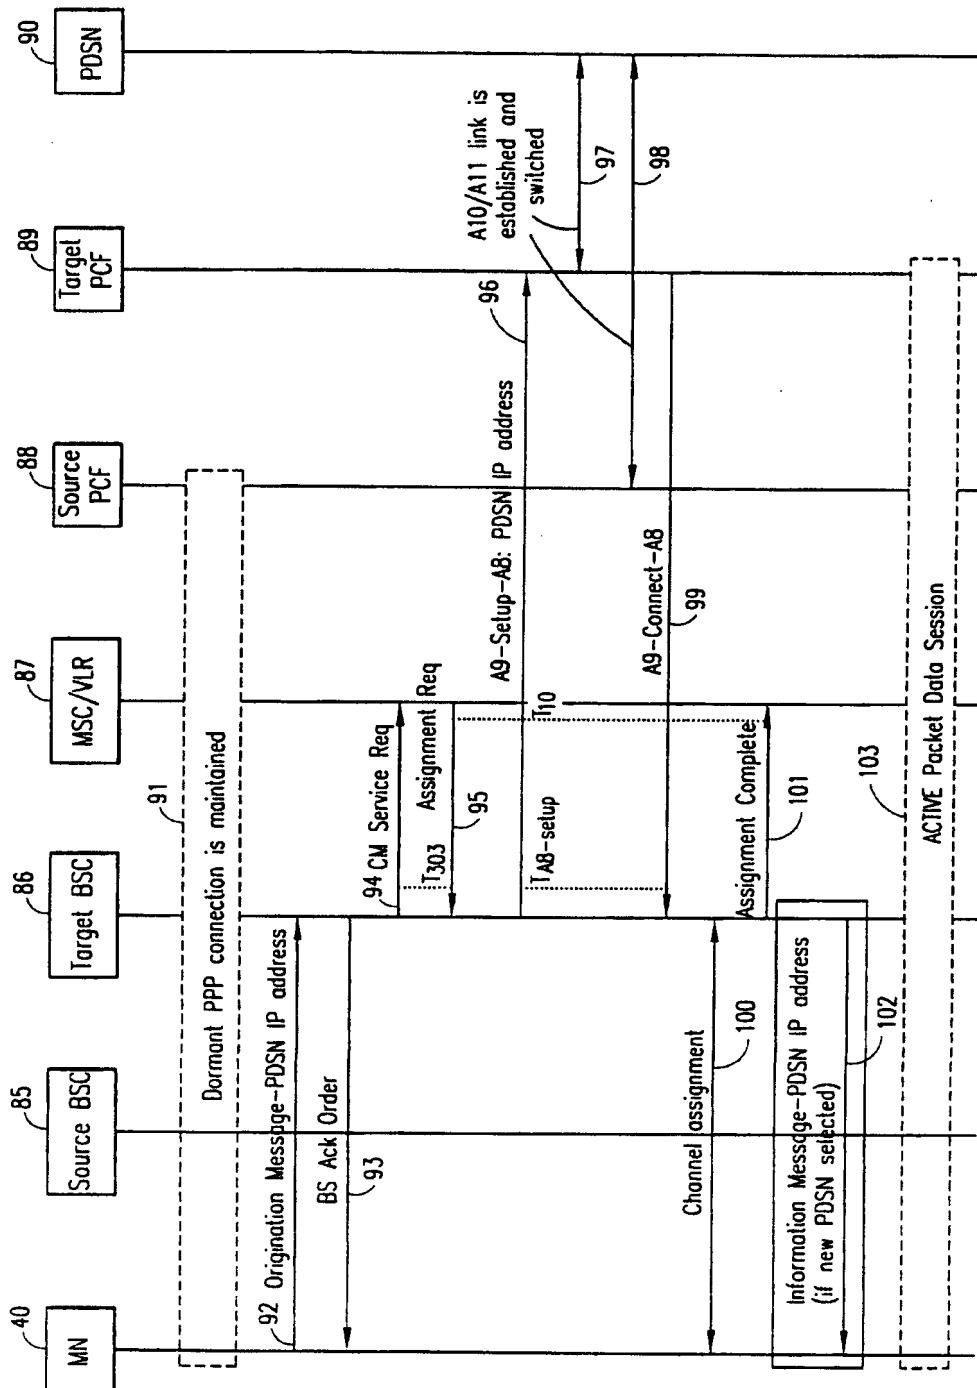 40
MN
85
Source BSC
86
Target BSC
87
MSC/VLR
88
Source
PCF
89
Target
PCF
90
PDSN
91
Dormant PPP connection is maintained
92 Origination Message-PDSN IP address
BS Ack Order
93
94 CM Service Req
T303
Assignment Req
95
A9-Setup-A8: PDSN IP address
96
A10/A11 link is
established and
switched
97
98
TA8-setup
T10
A9-Connect-A8
99
Channel assignment
100
Assignment Complete
101
Information Message-PDSN IP address
(if new PDSN selected)
102
ACTIVE Packet Data Session
103